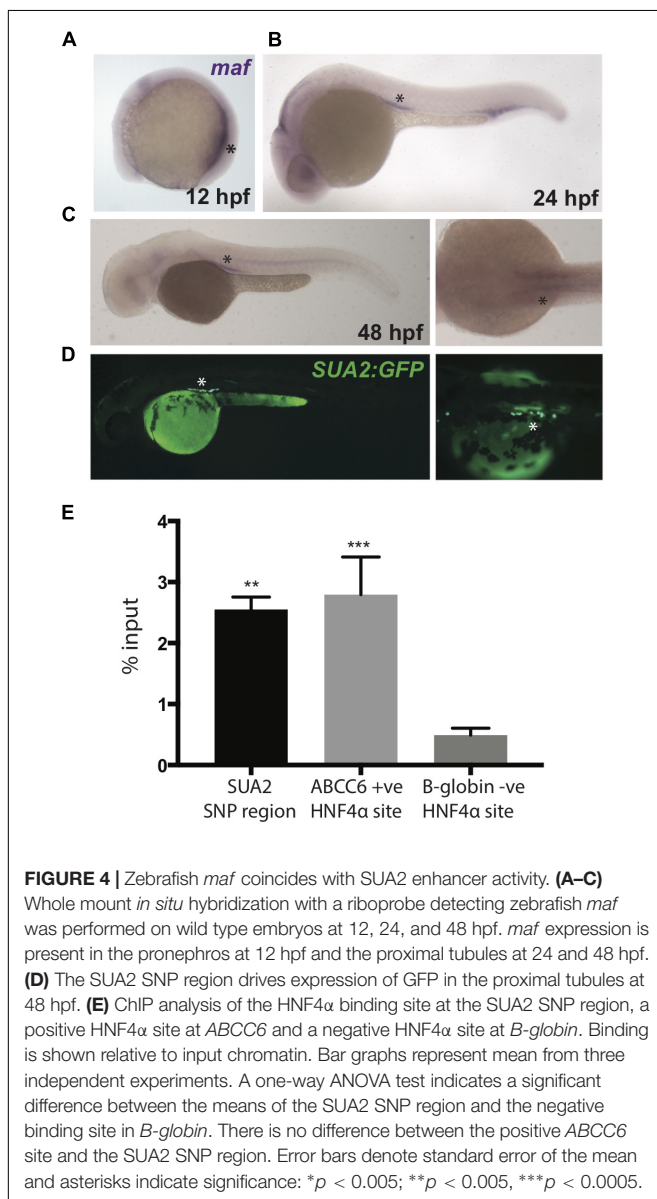 A
B
maf
*
12 hpf
*
24 hpf
C
*
48 hpf
*
D
SUA2:GFP
*
*
E
4
3
2
1
0
% input
**
***
SUA2
SNP region
ABCC6 +ve
HNF4α site
B-globin -ve
HNF4α site
FIGURE 4 | Zebrafish maf coincides with SUA2 enhancer activity. (A–C)
Whole mount in situ hybridization with a riboprobe detecting zebrafish maf
was performed on wild type embryos at 12, 24, and 48 hpf. maf expression is
present in the pronephros at 12 hpf and the proximal tubules at 24 and 48 hpf.
(D) The SUA2 SNP region drives expression of GFP in the proximal tubules at
48 hpf. (E) ChIP analysis of the HNF4α binding site at the SUA2 SNP region, a
positive HNF4α site at ABCC6 and a negative HNF4α site at B-globin. Binding
is shown relative to input chromatin. Bar graphs represent mean from three
independent experiments. A one-way ANOVA test indicates a significant
difference between the means of the SUA2 SNP region and the negative
binding site in B-globin. There is no difference between the positive ABCC6
site and the SUA2 SNP region. Error bars denote standard error of the mean
and asterisks indicate significance: *p < 0.005; **p < 0.005, ***p < 0.0005.